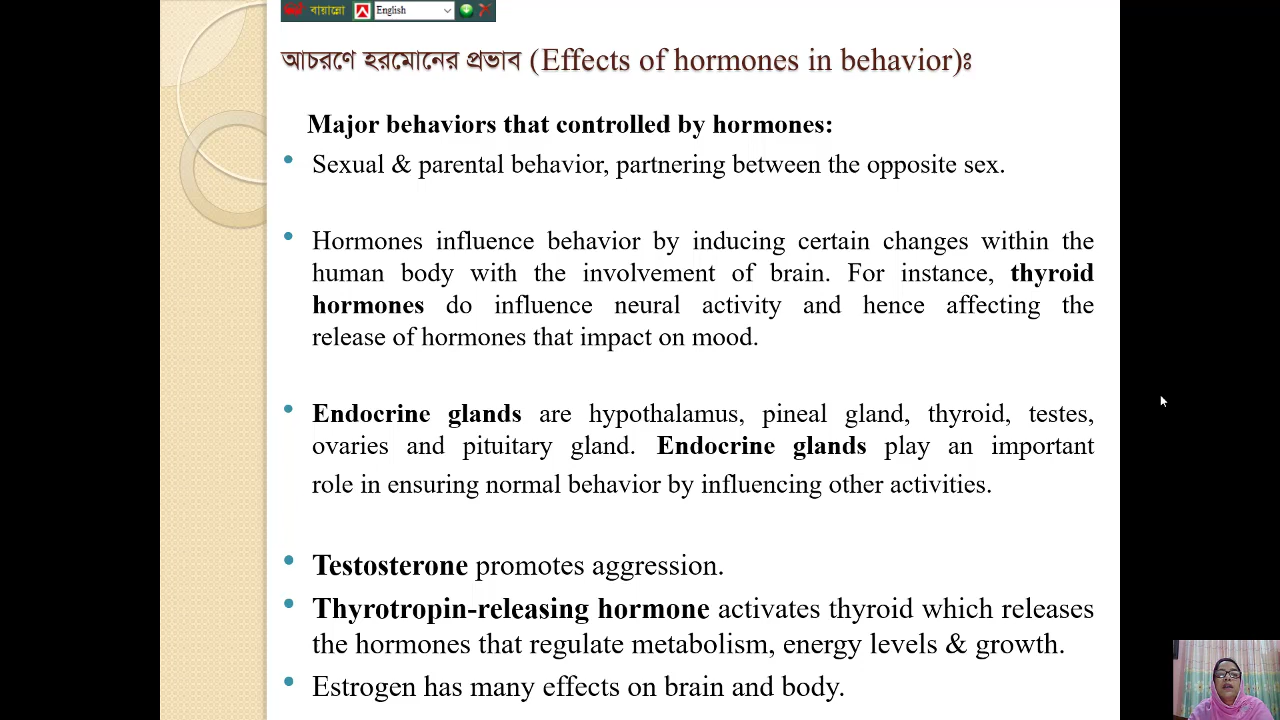 বায়ান্নো English
আচরণে হরমোনের প্রভাব (Effects of hormones in behavior)ঃ
Major behaviors that controlled by hormones:
Sexual & parental behavior, partnering between the opposite sex.
Hormones influence behavior by inducing certain changes within the
human body with the involvement of brain. For instance, thyroid
hormones do influence neural activity and hence affecting the
release of hormones that impact on mood.
Endocrine glands are hypothalamus, pineal gland, thyroid, testes,
ovaries and pituitary gland. Endocrine glands play an important
role in ensuring normal behavior by influencing other activities.
Testosterone promotes aggression.
Thyrotropin-releasing hormone activates thyroid which releases
the hormones that regulate metabolism, energy levels & growth.
Estrogen has many effects on brain and body.